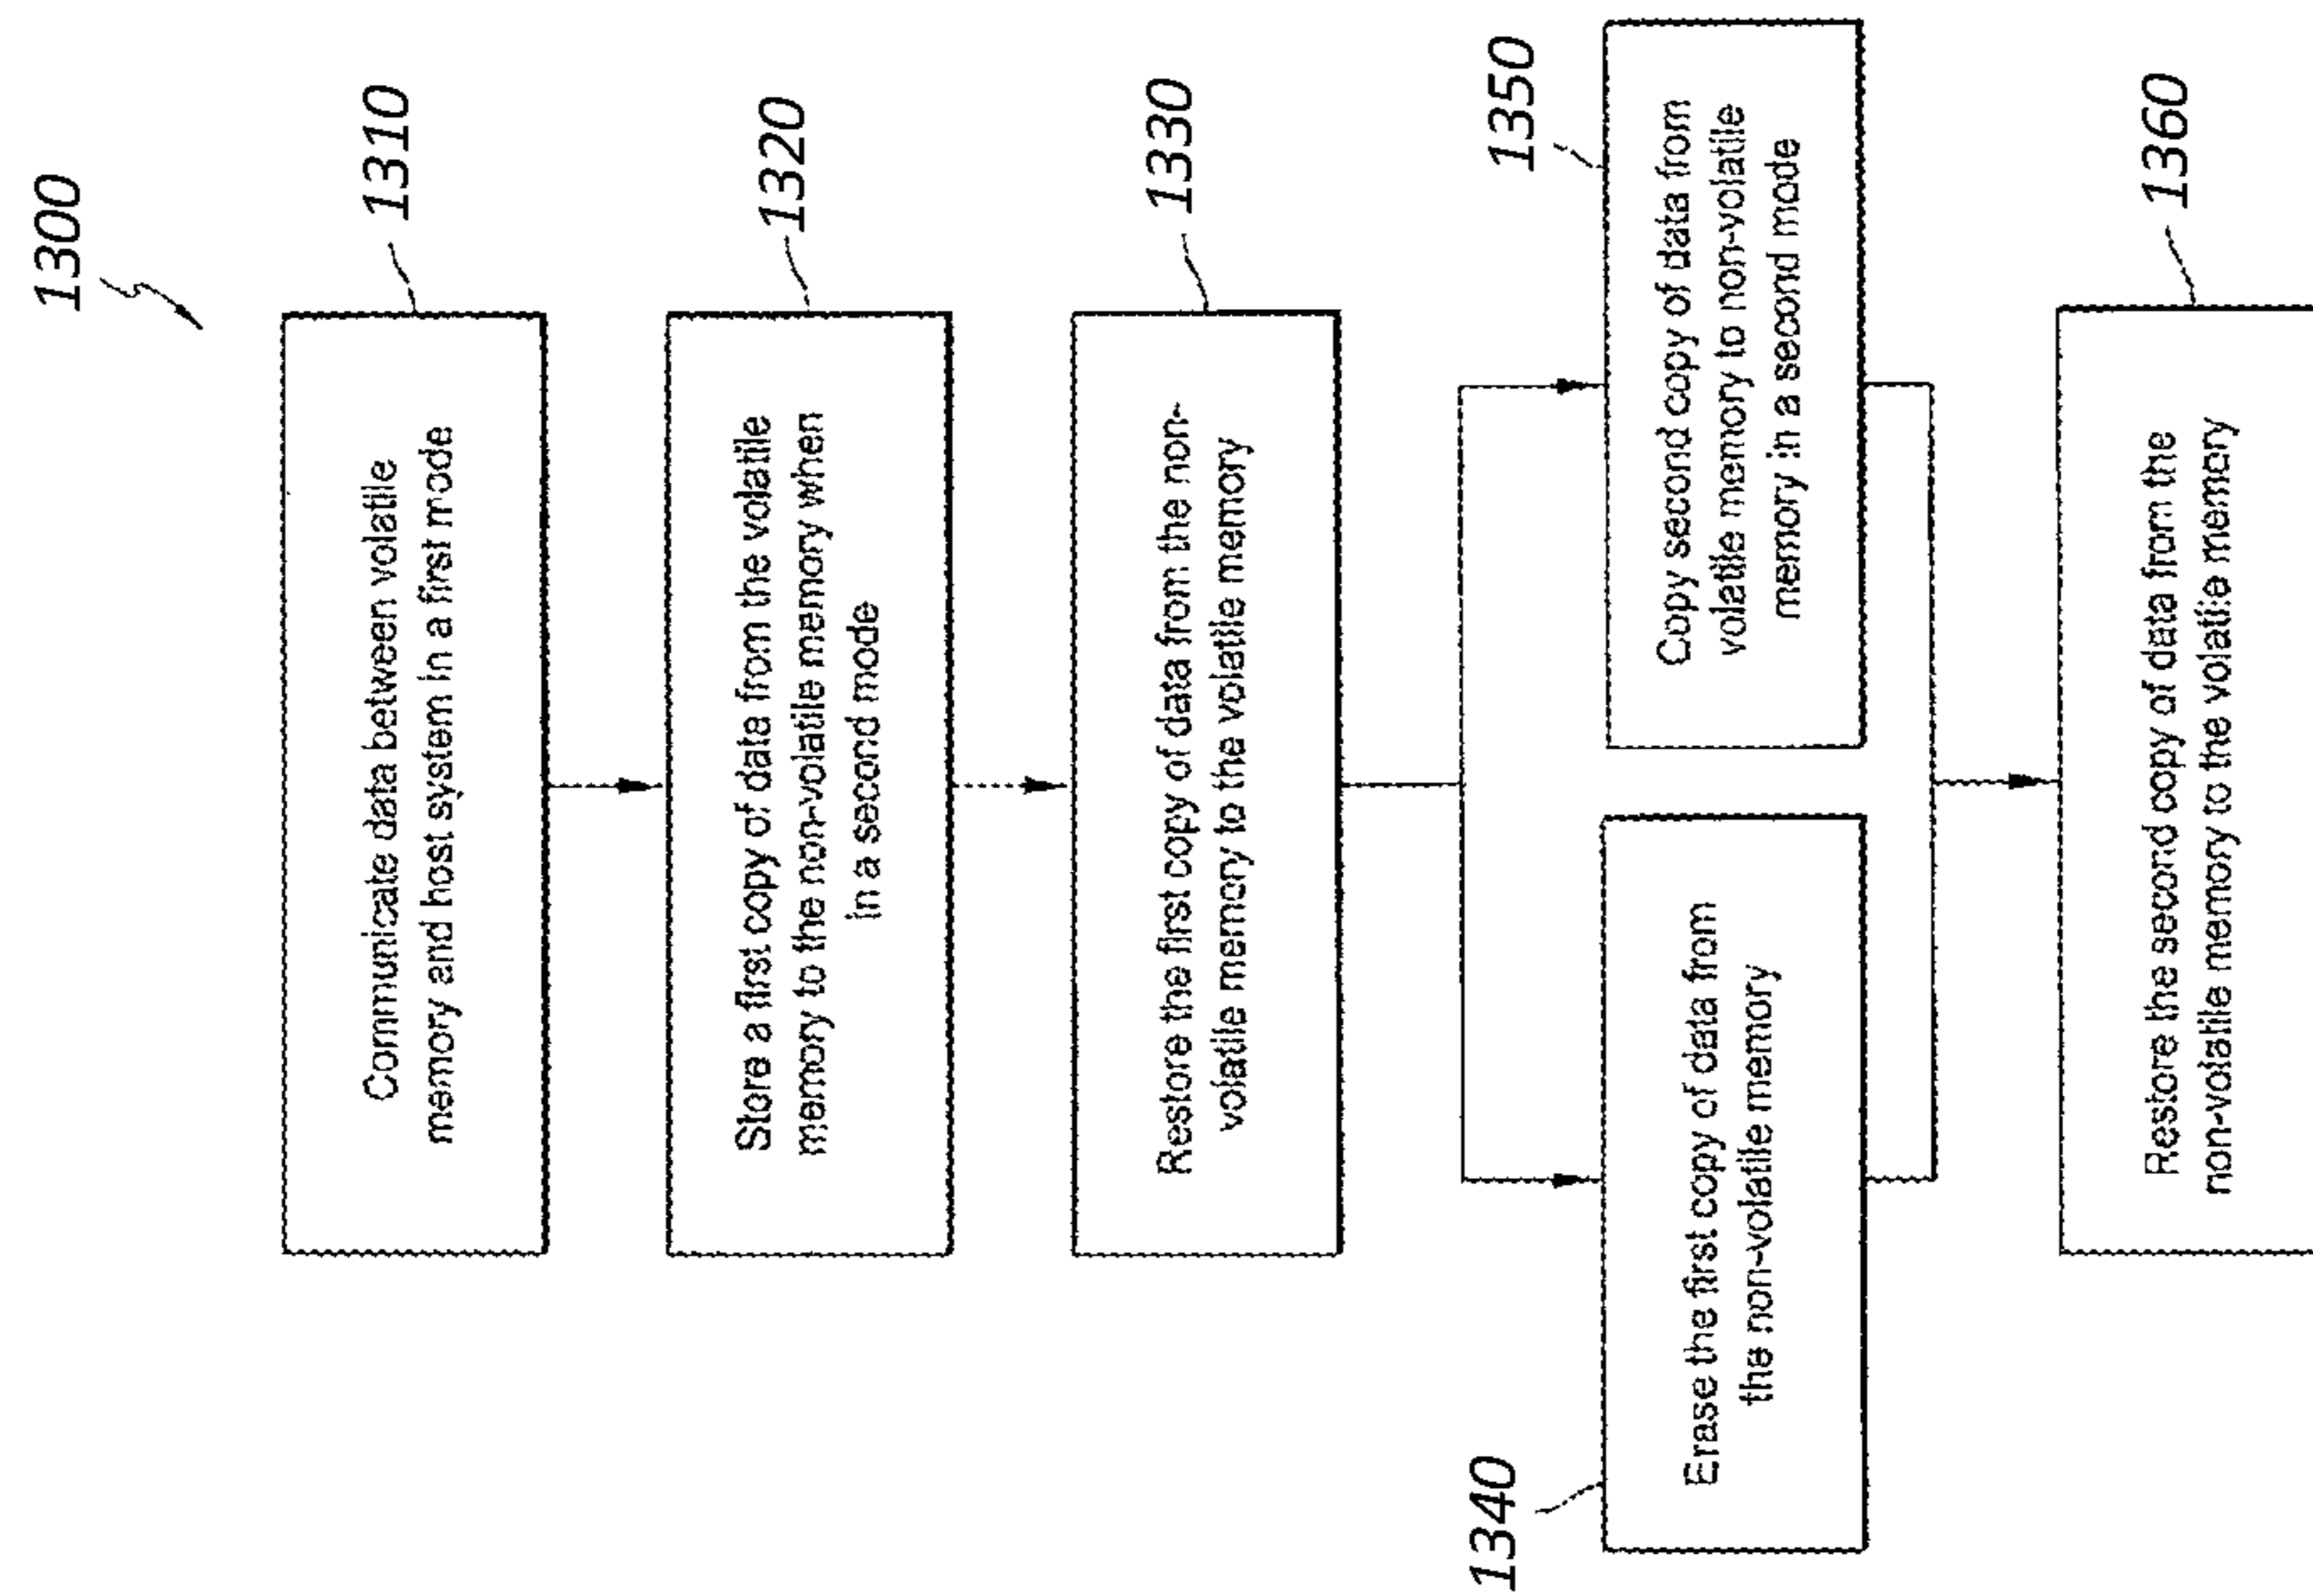 1300
1310
Communicate data between volatile
memory and host system in a first mode
1320
Store a first copy of data from the volatile
memory to the non-volatile memory when
in a second mode
1330
Restore the first copy of data from the non-
volatile memory to the volatile memory
1340
Erase the first copy of data from
the non-volatile memory
1350
Copy second copy of data from
volatile memory to non-volatile
memory in a second mode
1360
Restore the second copy of data from the
non-volatile memory to the volatile memory